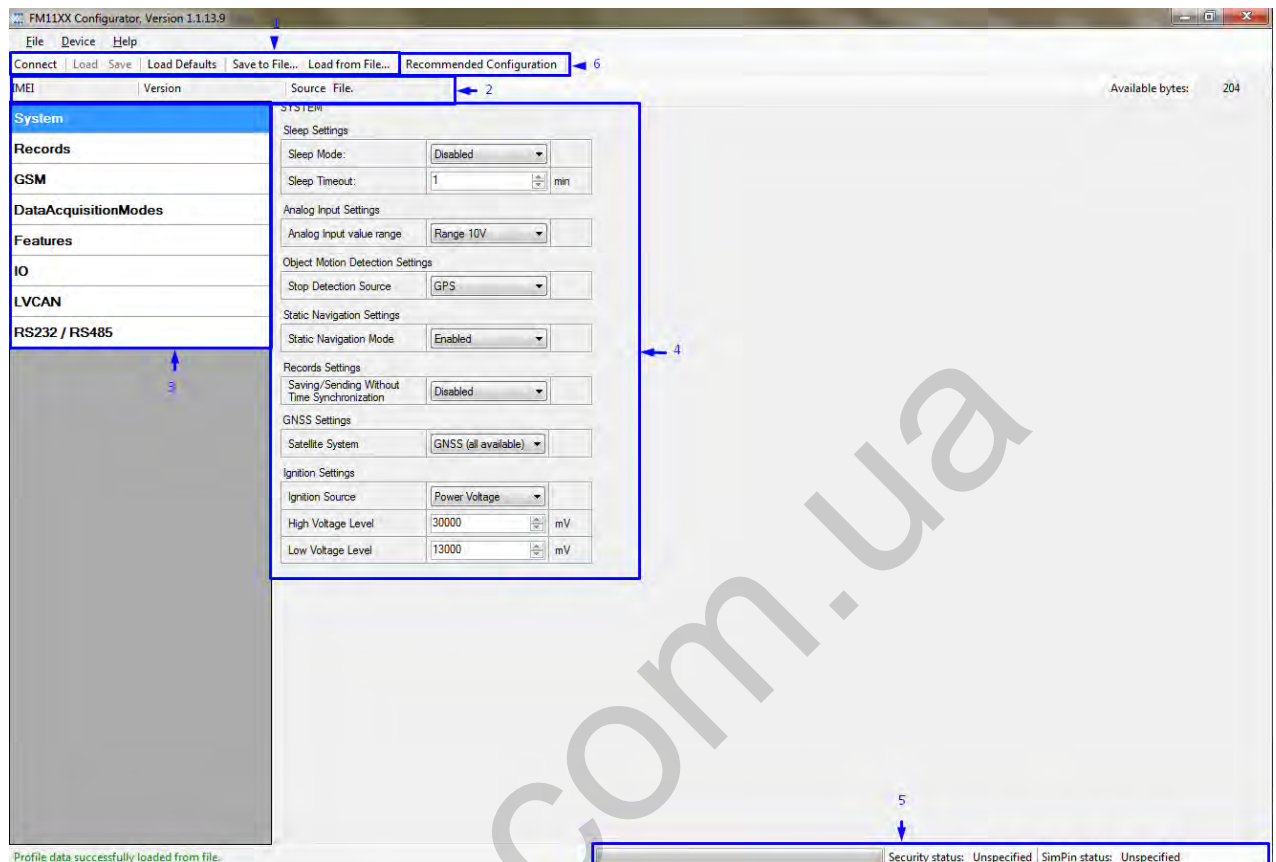 FM11XX Configurator, Version 1.1.13.9
1
File Device Help
Connect Load Save Load Defaults Save to File... Load from File... Recommended Configuration 6
IMEI Version Source File. 2 Available bytes: 204
System
Records
GSM
DataAcquisitionModes
Features
IO
LVCAN
RS232 / RS485
3
SYSTEM
Sleep Settings
Sleep Mode: Disabled
Sleep Timeout: 1 min
Analog Input Settings
Analog Input value range Range 10V
Object Motion Detection Settings
Stop Detection Source GPS
Static Navigation Settings
Static Navigation Mode Enabled
4
Records Settings
Saving/Sending Without
Time Synchronization Disabled
GNSS Settings
Satellite System GNSS (all available)
Ignition Settings
Ignition Source Power Voltage
High Voltage Level 30000 mV
Low Voltage Level 13000 mV
com.ua
5
Profile data successfully loaded from file. Security status: Unspecified SimPin status: Unspecified